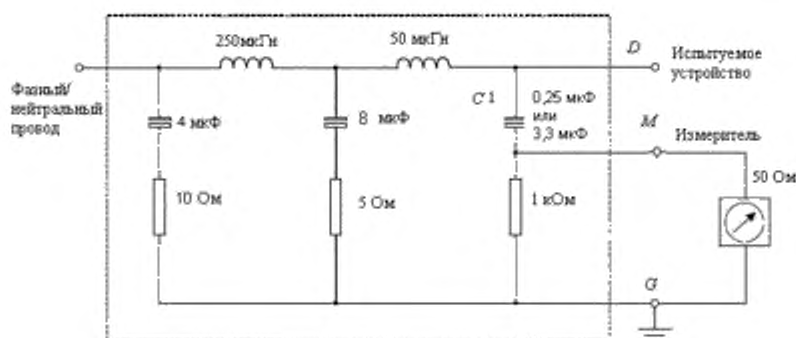 250мкГн
50 мкГн
D
Испытуемое
устройство
Фазный/
нейтральный
провод
4 мкФ
8 мкФ
C 1
0,25 мкФ
или
3,3 мкФ
M
Измеритель
10 Ом
5 Ом
1 кОм
50 Ом
G